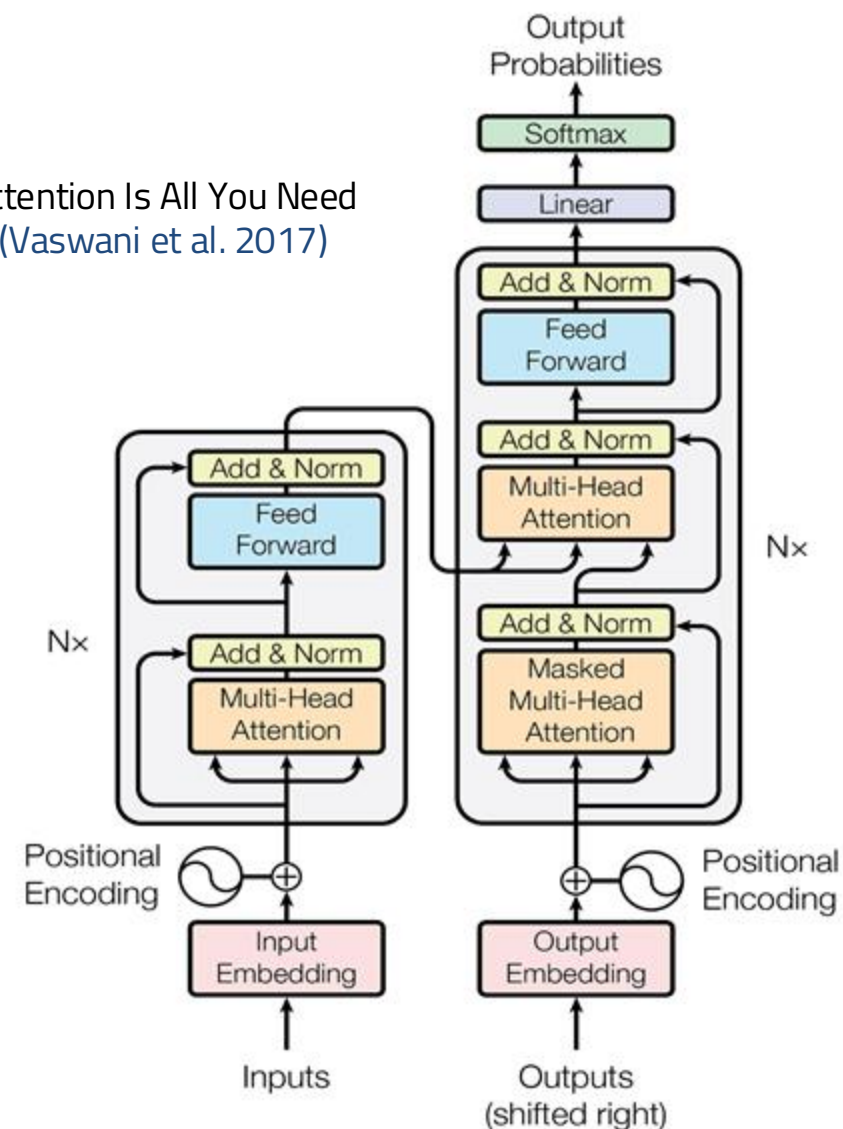 ttention Is All You Need
(Vaswani et al. 2017)
Output
Probabilities
Softmax
Linear
Add & Norm
Feed
Forward
Add & Norm
Multi-Head
Attention
Add & Norm
Masked
Multi-Head
Attention
N×
Positional
Encoding
Output
Embedding
Outputs
(shifted right)
Add & Norm
Feed
Forward
Add & Norm
Multi-Head
Attention
N×
Positional
Encoding
Input
Embedding
Inputs